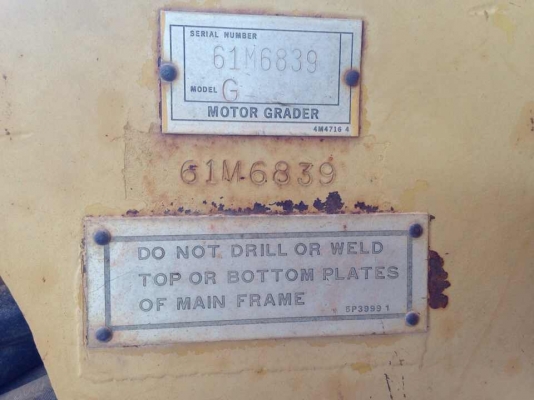 SERIAL NUMBER
61M6839
MODEL G
MOTOR GRADER
4M4716 4
61M6839
DO NOT DRILL OR WELD
TOP OR BOTTOM PLATES
OF MAIN FRAME
5P3999 1